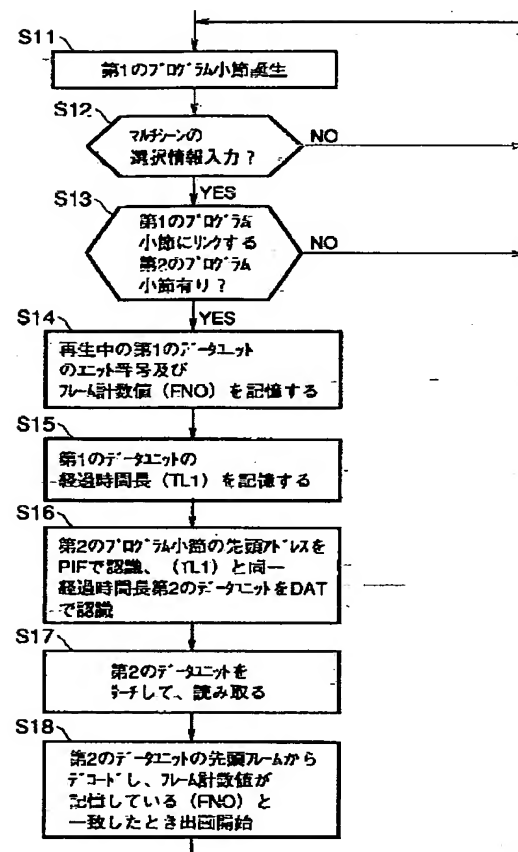 S11
第1のプログラム小節誕生
S12
マルチシーンの
選択情報入力？
NO
YES
S13
第1のプログラム
小節にリンクする
第2のプログラム
小節有り？
NO
YES
S14
再生中の第1のデータユニット
のユニット番号及び
フレーム計数値（FNO）を記憶する
S15
第1のデータユニットの
経過時間長（TL1）を記憶する
S16
第2のプログラム小節の先頭アドレスを
PIFで認識、（TL1）と同一
経過時間長第2のデータユニットをDAT
で認識
S17
第2のデータユニットを
サーチして、読み取る
S18
第2のデータユニットの先頭フレームから
デコードし、フレーム計数値が
記憶している（FNO）と
一致したとき出画開始